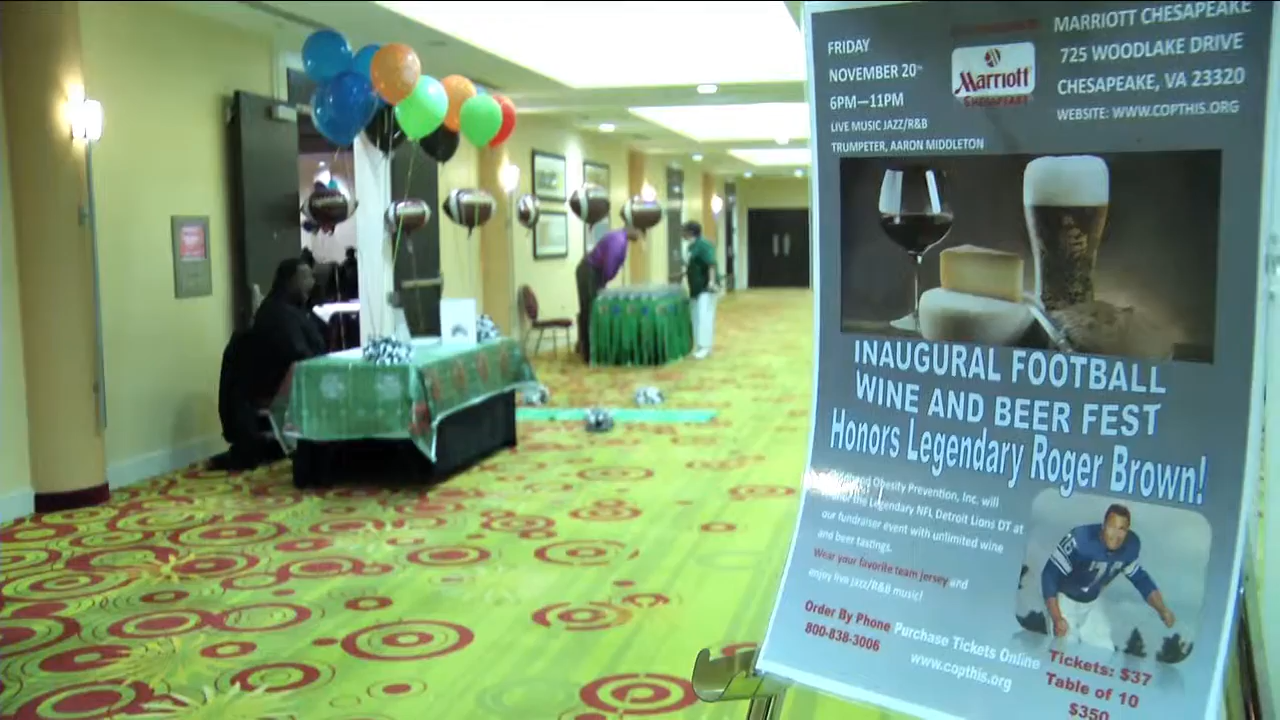 FRIDAY
NOVEMBER 20TH
6PM—11PM
LIVE MUSIC JAZZ/R&B
TRUMPETER, AARON MIDDLETON
Marriott
CHESAPEAKE
MARRIOTT CHESAPEAKE
725 WOODLAKE DRIVE
CHESAPEAKE, VA 23320
WEBSITE: WWW.COPTHIS.ORG
INAUGURAL FOOTBALL
WINE AND BEER FEST
Honors Legendary Roger Brown!
Obesity Prevention, Inc. will
the Legendary NFL Detroit Lions DT at
our fundraiser event with unlimited wine
and beer tastings.
Wear your favorite team jersey and
enjoy live jazz/R&B music!
76
Order By Phone
800-838-3006
Purchase Tickets Online
www.copthis.org
Tickets: $37
Table of 10
$350